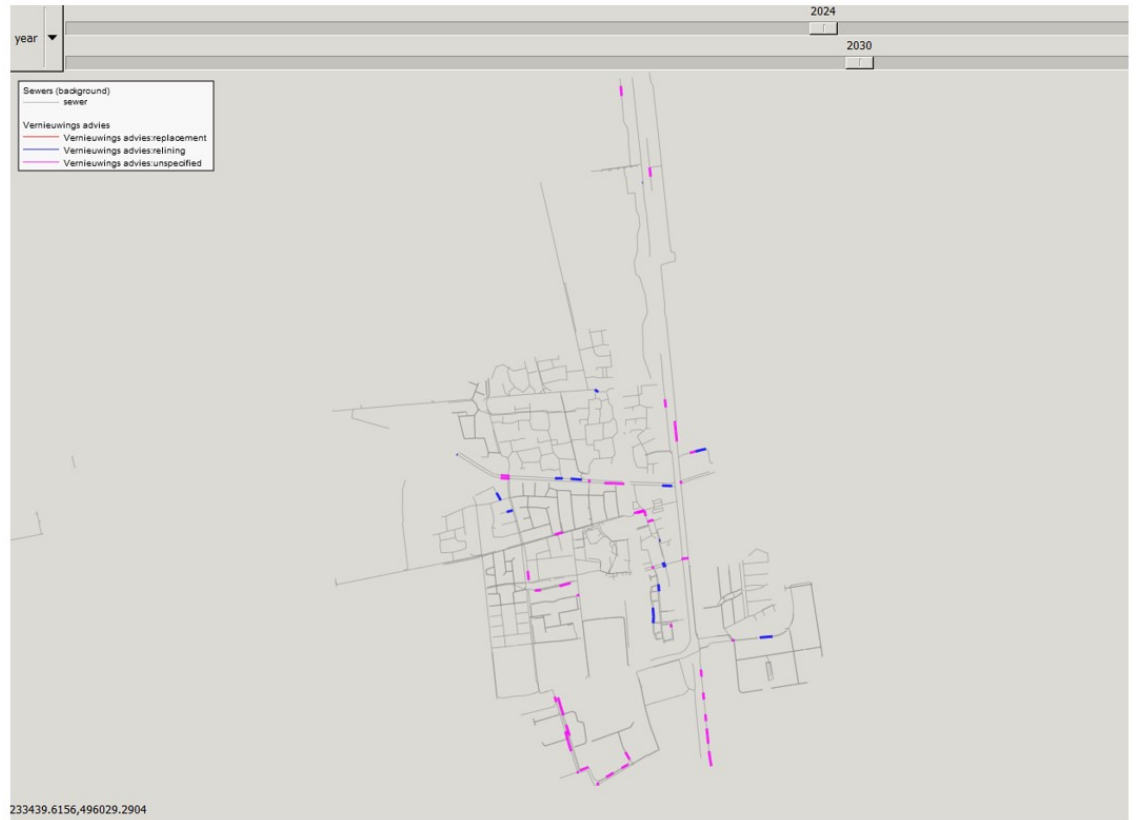 2024
year
2030
Sewers (background)
sewer
Vernieuwings advies
Vernieuwings advies:replacement
Vernieuwings advies:relining
Vernieuwings advies:unspecified
233439.6156,496029.2904